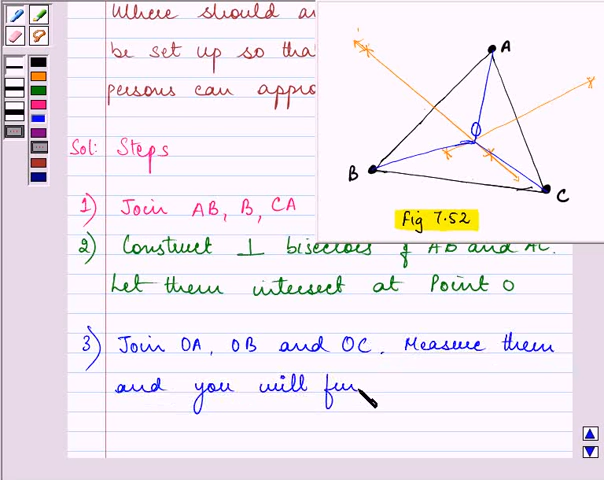 Where should an
be set up so tha
persons can appro
A
O
B
C
Fig 7.52
Sol: Steps
1) Join AB, B, CA
2) Construct ⊥ bisectors of AB and AC.
Let them intersect at Point O
3) Join OA, OB and OC. Measure them
and you will fin